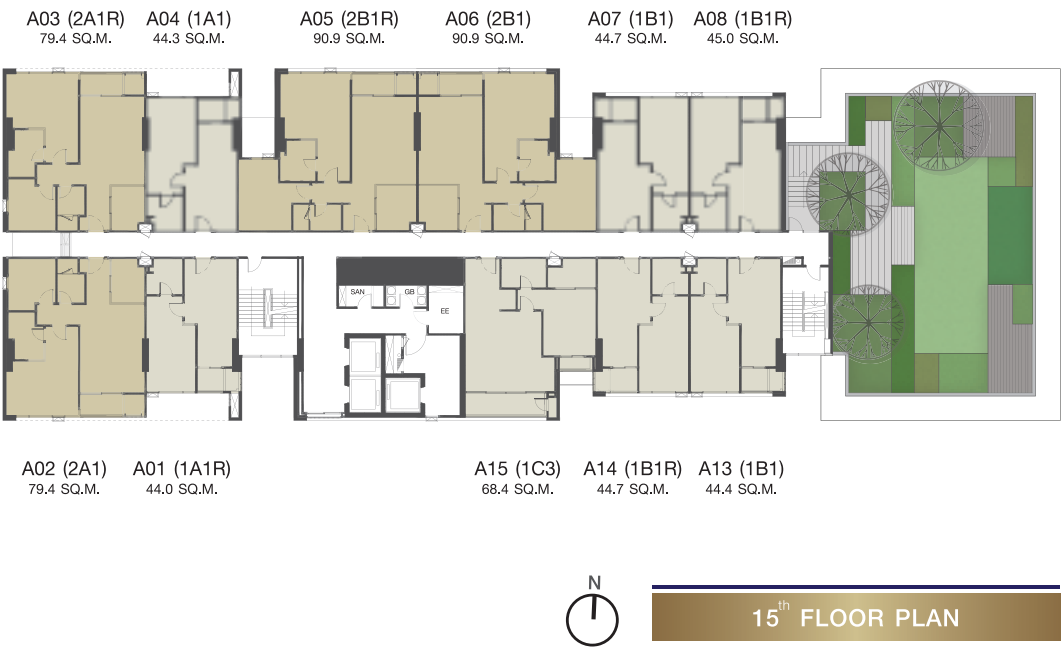 A03 (2A1R) A04 (1A1) A05 (2B1R) A06 (2B1) A07 (1B1) A08 (1B1R)
79.4 SQ.M. 44.3 SQ.M. 90.9 SQ.M. 90.9 SQ.M. 44.7 SQ.M. 45.0 SQ.M.
SAN GB
EE
A02 (2A1) A01 (1A1R) A15 (1C3) A14 (1B1R) A13 (1B1)
79.4 SQ.M. 44.0 SQ.M. 68.4 SQ.M. 44.7 SQ.M. 44.4 SQ.M.
N
15th FLOOR PLAN